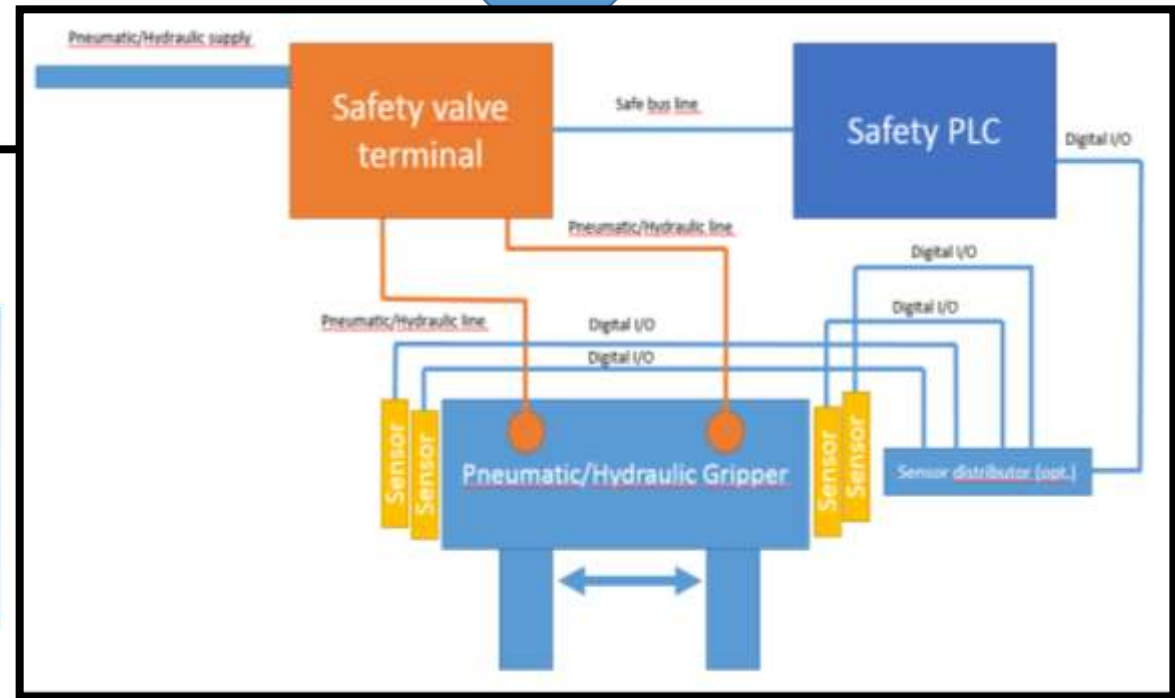 Pneumatic/Hydraulic supply
Safety valve
terminal
Safe bus line
Safety PLC
Digital I/O
Pneumatic/Hydraulic line
Digital I/O
Pneumatic/Hydraulic line
Digital I/O
Digital I/O
Digital I/O
Sensor
Sensor
Pneumatic/Hydraulic Gripper
Sensor
Sensor
Sensor distributor (opt.)